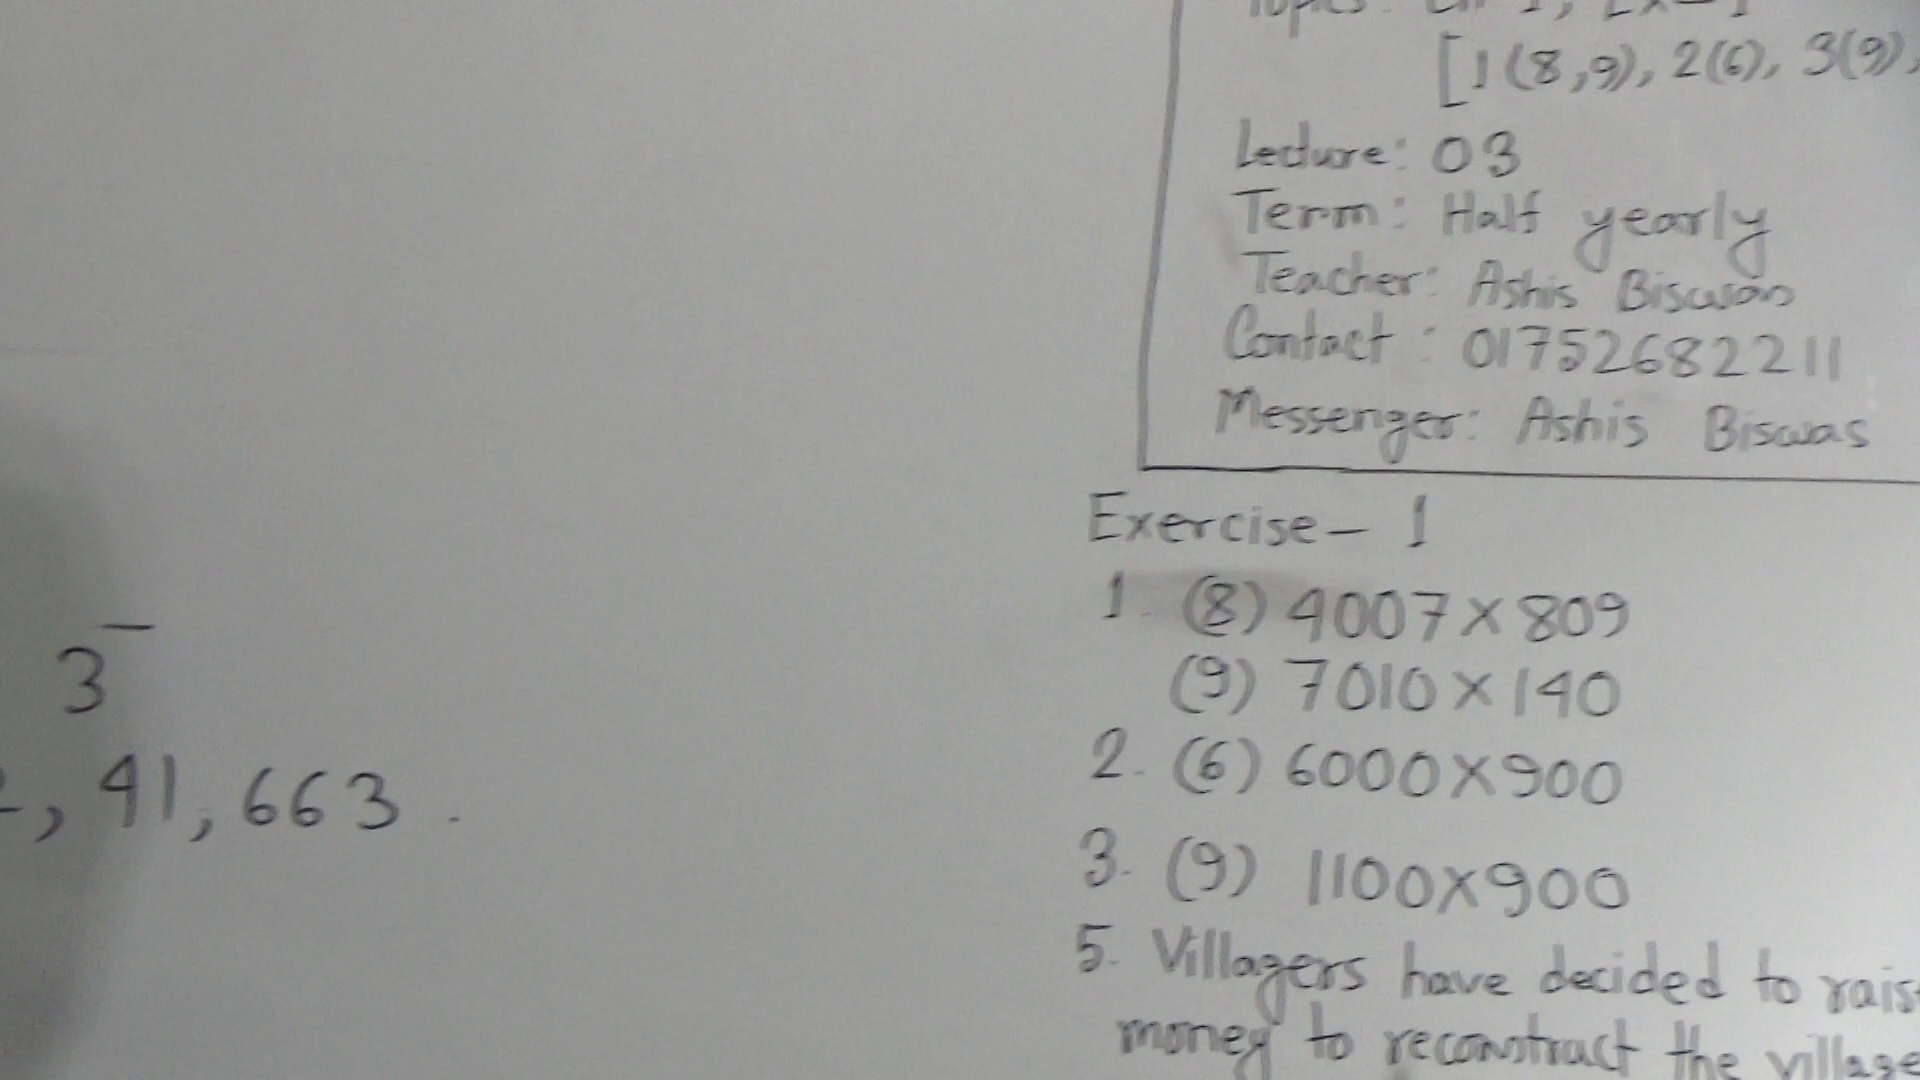 [1(8,9), 2(6), 3(9),
Lecture: 03
Term: Half yearly
Teacher: Ashis Biswas
Contact: 01752682211
Messenger: Ashis Biswas
Exercise- 1
1. (8) 4007×809
(9) 7010×140
2. (6) 6000×900
3. (9) 1100×900
5. Villagers have decided to
money to reconstruct the village
3
, 41,663.